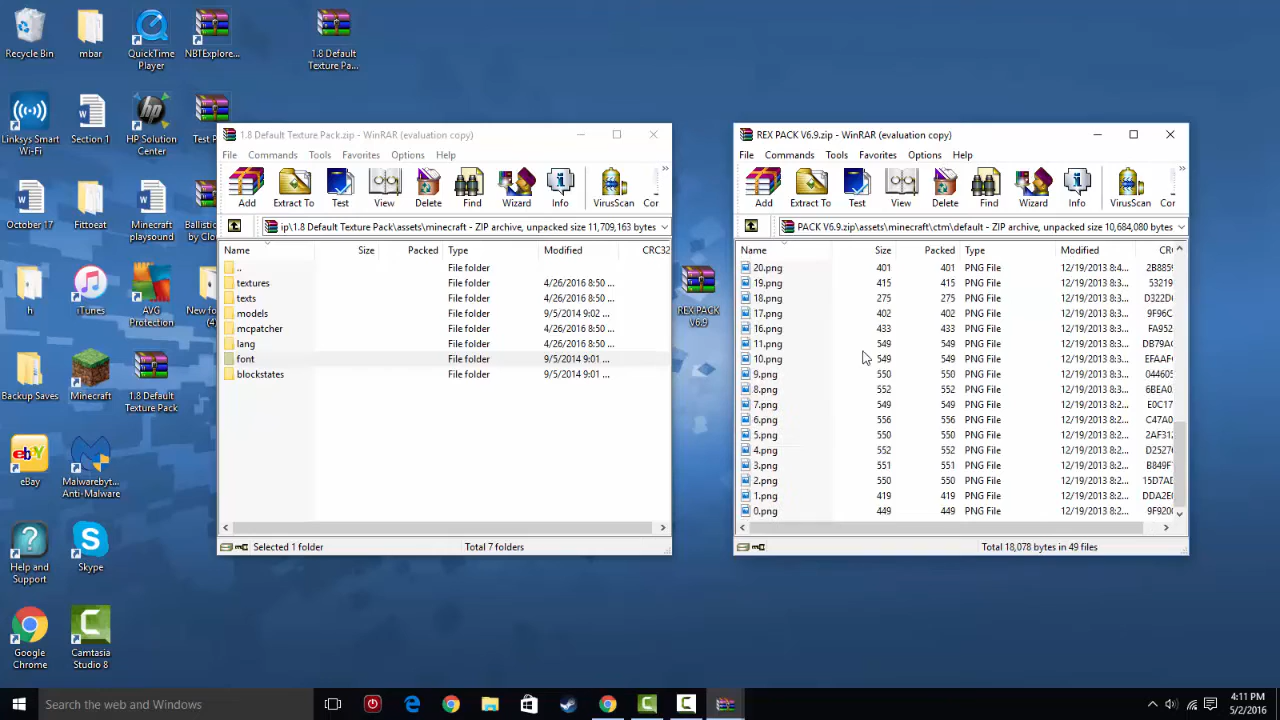 Recycle Bin
mbar
QuickTime
Player
NBTExplore...
1.8 Default
Texture Pa...
Linksys Smart
Wi-Fi
Section 1
HP Solution
Center
Test P
October 17
Fittoeat
Minecraft
playsound
Ballistic
by Clo
h
iTunes
AVG
Protection
New fo
(4)
Backup Saves
Minecraft
1.8 Default
Texture Pack
eBay
Malwarebyt...
Anti-Malware
Help and
Support
Skype
Google
Chrome
Camtasia
Studio 8
REX PACK
V6.9
1.8 Default Texture Pack.zip - WinRAR (evaluation copy)
File Commands Tools Favorites Options Help
Add Extract To Test View Delete Find Wizard Info VirusScan Cor
ip\1.8 Default Texture Pack\assets\minecraft - ZIP archive, unpacked size 11,709,163 bytes
Name Size Packed Type Modified CRC32
.. File folder
textures File folder 4/26/2016 8:50 ...
texts File folder 4/26/2016 8:50 ...
models File folder 9/5/2014 9:02 ...
mcpatcher File folder 4/26/2016 8:50 ...
lang File folder 4/26/2016 8:50 ...
font File folder 9/5/2014 9:01 ...
blockstates File folder 9/5/2014 9:01 ...
Selected 1 folder Total 7 folders
REX PACK V6.9.zip - WinRAR (evaluation copy)
File Commands Tools Favorites Options Help
Add Extract To Test View Delete Find Wizard Info VirusScan Cor
PACK V6.9.zip\assets\minecraft\ctm\default - ZIP archive, unpacked size 10,684,080 bytes
Name Size Packed Type Modified CR
20.png 401 401 PNG File 12/19/2013 8:4... 2B885
19.png 415 415 PNG File 12/19/2013 8:3... 53219
18.png 275 275 PNG File 12/19/2013 8:3... D322D
17.png 402 402 PNG File 12/19/2013 8:3... 9F96C
16.png 433 433 PNG File 12/19/2013 8:3... FA952
11.png 549 549 PNG File 12/19/2013 8:3... DB79A
10.png 549 549 PNG File 12/19/2013 8:3... EFAAF
9.png 550 550 PNG File 12/19/2013 8:2... 04460
8.png 552 552 PNG File 12/19/2013 8:2... 6BEA0
7.png 549 549 PNG File 12/19/2013 8:2... E0C17
6.png 556 556 PNG File 12/19/2013 8:2... C47A0
5.png 550 550 PNG File 12/19/2013 8:2... 2AF31
4.png 552 552 PNG File 12/19/2013 8:2... D2527
3.png 551 551 PNG File 12/19/2013 8:2... B849F
2.png 550 550 PNG File 12/19/2013 8:2... 15D7A
1.png 419 419 PNG File 12/19/2013 8:2... DDA2E
0.png 449 449 PNG File 12/19/2013 8:2... 9F920
Total 18,078 bytes in 49 files
Search the web and Windows
4:11 PM
5/2/2016